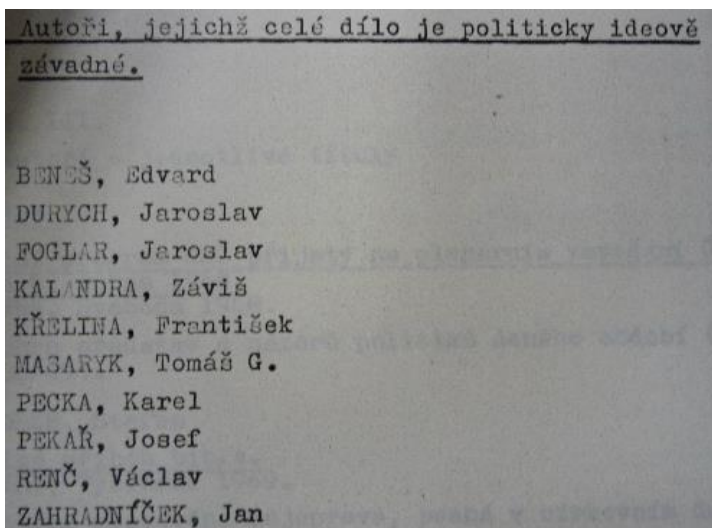 Autoři, jejichž celé dílo je politicky ideově
závadné.
BENEŠ, Edvard
DURYCH, Jaroslav
FOGLAR, Jaroslav
KALANDRA, Záviš
KŘELINA, František
MASARYK, Tomáš G.
PECKA, Karel
PEKAŘ, Josef
RENČ, Václav
ZAHRADNÍČEK, Jan